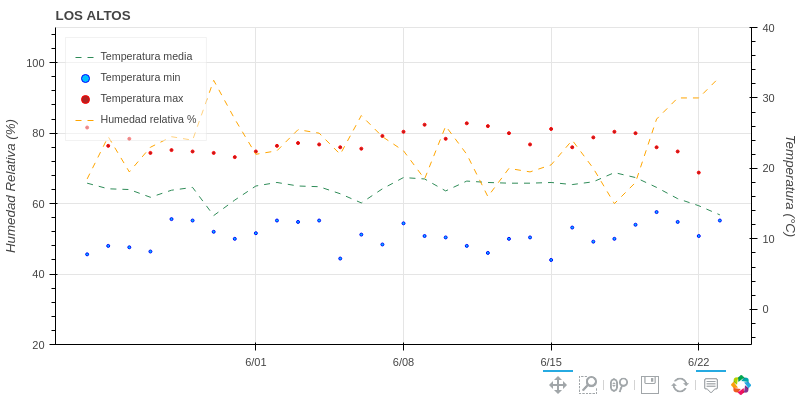 LOS ALTOS
Temperatura media
Temperatura min
Temperatura max
Humedad relativa %
Humedad Relativa (%)
100
80
60
40
20
Temperatura (°C)
40
30
20
10
0
6/01
6/08
6/15
6/22